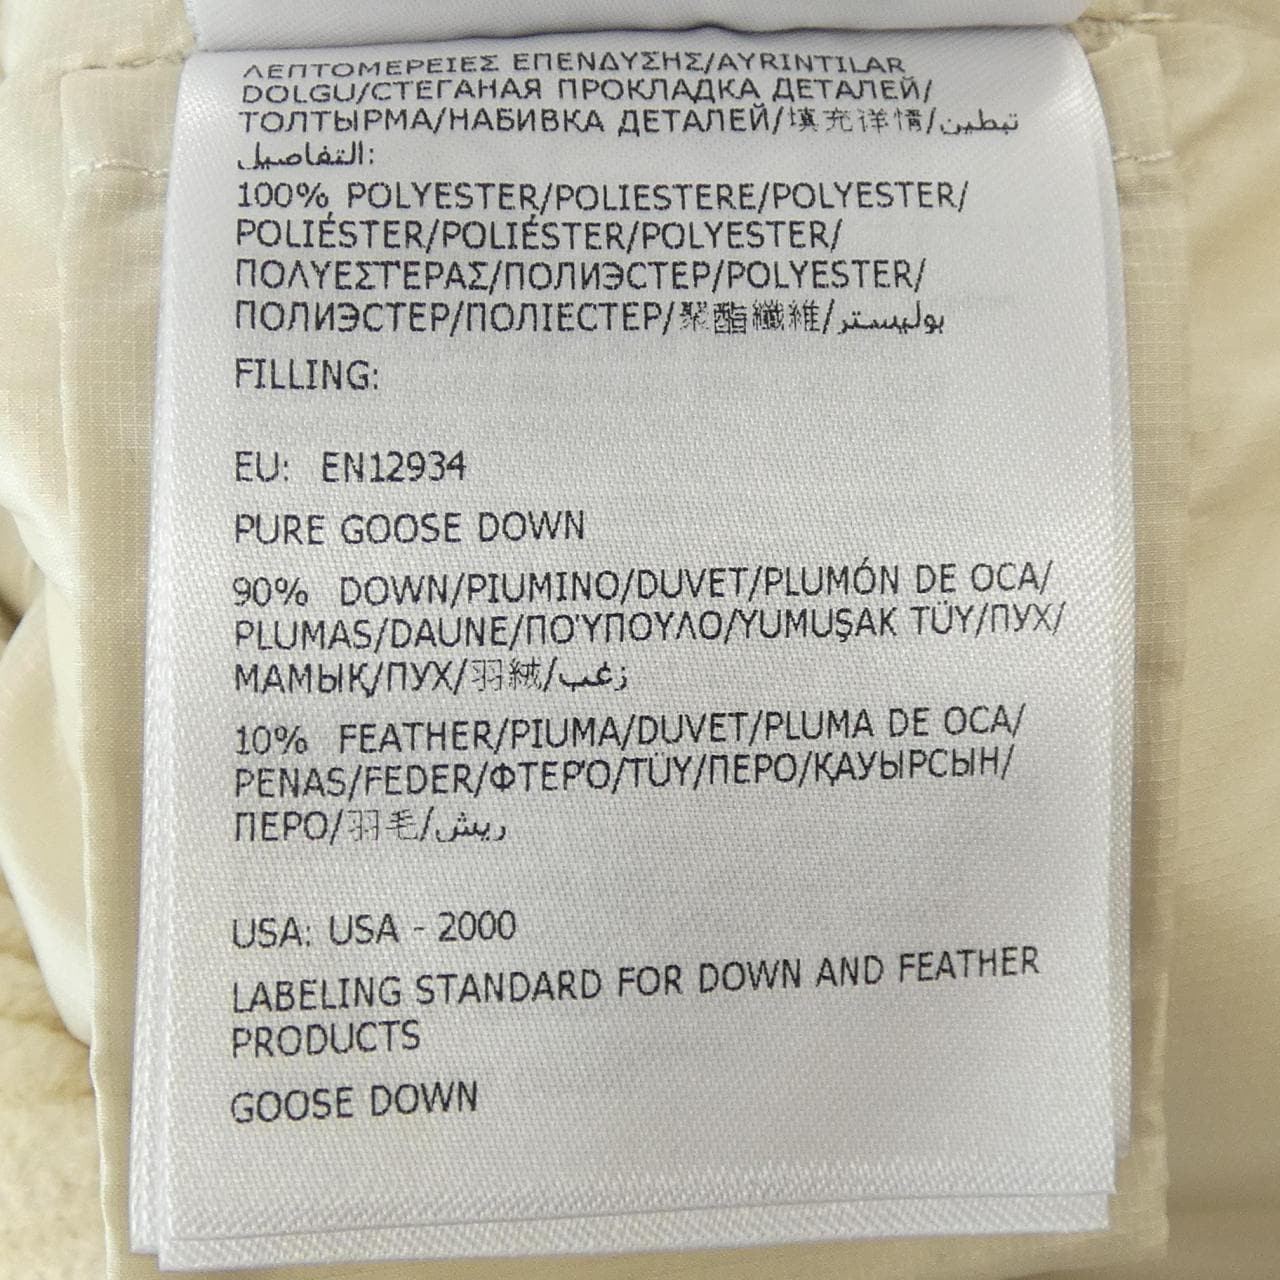 ΛΕΠΤΟΜΕΡΕΙΕΣ ΕΠΕΝΔΥΣΗΣ/AYRINTILAR
DOLGU/СТЕГАНАЯ ПРОКЛАДКА ДЕТАЛЕЙ/
ТОЛТЫРМА/НАБИВКА ДЕТАЛЕЙ/填充详情/تبطين
التفاصيل:
100% POLYESTER/POLIESTERE/POLYESTER/
POLIÉSTER/POLIÉSTER/POLYESTER/
ΠΟΛΥΕΣΤΕΡΑΣ/ПОЛИЭСТЕР/POLYESTER/
ПОЛИЭСТЕР/ПОЛІЕСТЕР/聚酯纖維/بوليستر
FILLING:
EU: EN12934
PURE GOOSE DOWN
90% DOWN/PIUMINO/DUVET/PLUMÓN DE OCA/
PLUMAS/DAUNE/ΠΟΎΠΟΥΛΟ/YUMUŞAK TÜY/ПУХ/
МАМЫҚ/ПУХ/羽絨/زغب
10% FEATHER/PIUMA/DUVET/PLUMA DE OCA/
PENAS/FEDER/ΦΤΕΡΌ/TÜY/ПЕРО/ҚАУЫРСЫН/
ПЕРО/羽毛/ريش
USA: USA - 2000
LABELING STANDARD FOR DOWN AND FEATHER
PRODUCTS
GOOSE DOWN